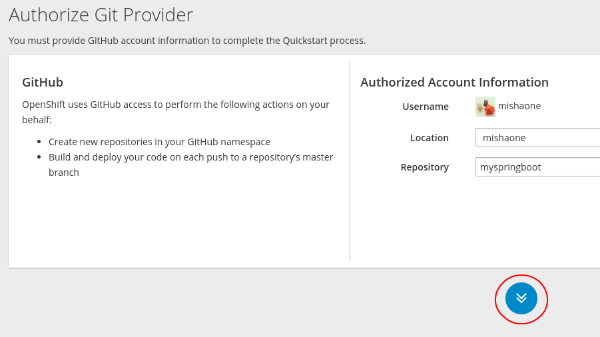 Authorize Git Provider
You must provide GitHub account information to complete the Quickstart process.
GitHub
OpenShift uses GitHub access to perform the following actions on your
behalf:
• Create new repositories in your GitHub namespace
• Build and deploy your code on each push to a repository's master
branch
Authorized Account Information
Username mishaone
Location mishaone
Repository myspringboot